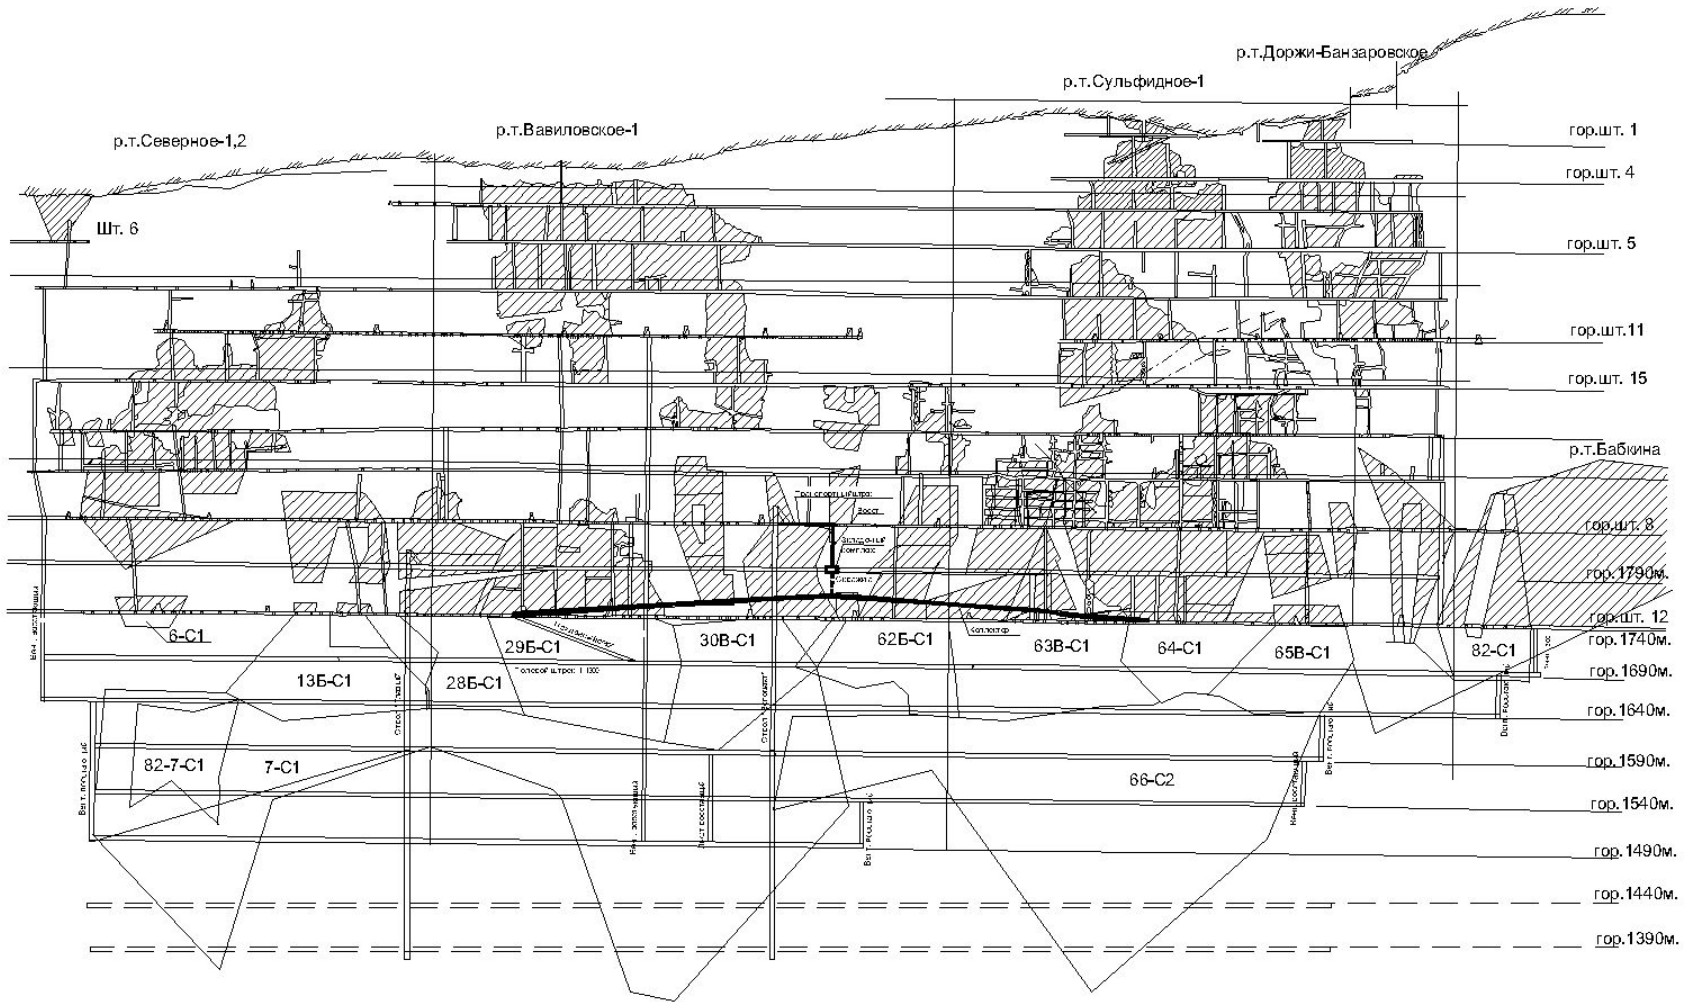 р.т.Доржи-Банзаровское
р.т.Сульфидное-1
р.т.Вавиловское-1
р.т.Северное-1,2
гор.шт. 1
гор.шт. 4
Шт. 6
гор.шт. 5
гор.шт.11
гор.шт. 15
р.т.Бабкина
гор.шт. 8
гор.1790м.
гор.шт. 12
6-С1
29Б-С1
30В-С1
62Б-С1
63В-С1
64-С1
65В-С1
82-С1
гор.1740м.
гор.1690м.
13Б-С1
28Б-С1
гор.1640м.
82-7-С1
7-С1
66-С2
гор.1590м.
гор.1540м.
гор.1490м.
гор.1440м.
гор.1390м.